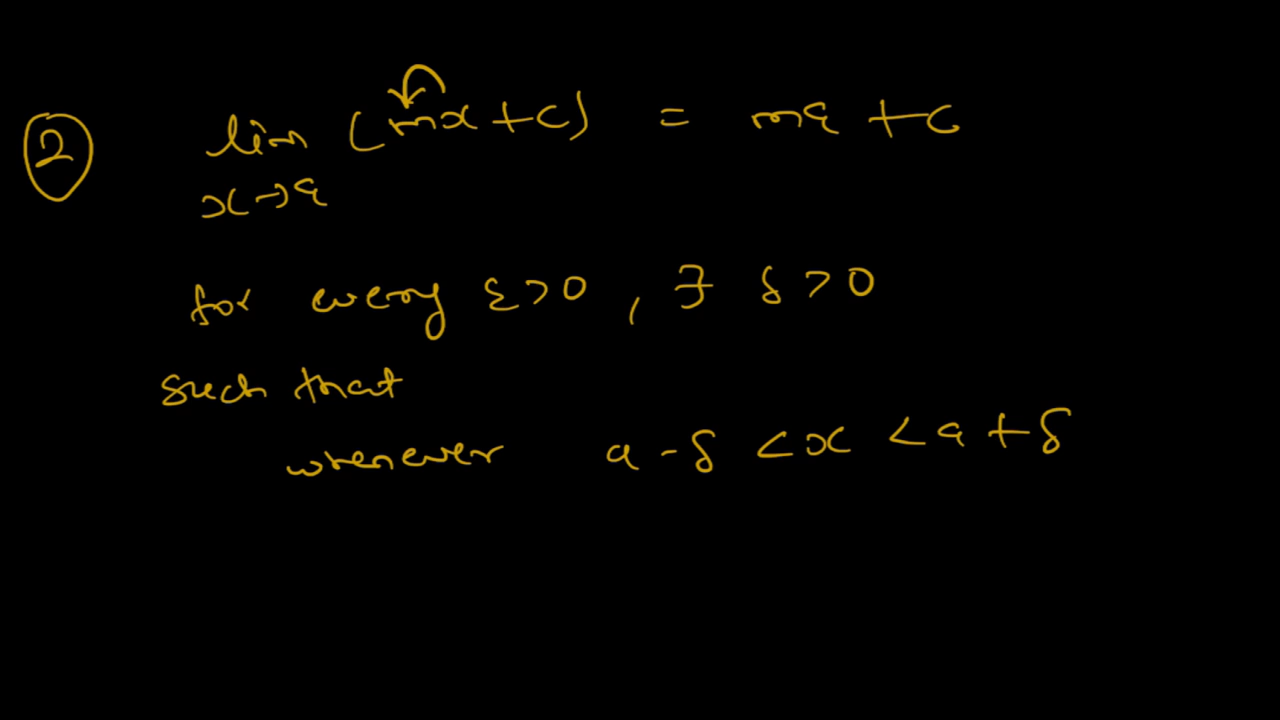 ② lim (mx+c) = ma + c
x→a
for every ε>0, ∃ δ>0
such that
whenever a-δ <x <a+δ